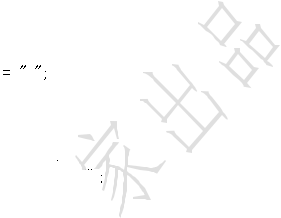 = " ";
";
家出品